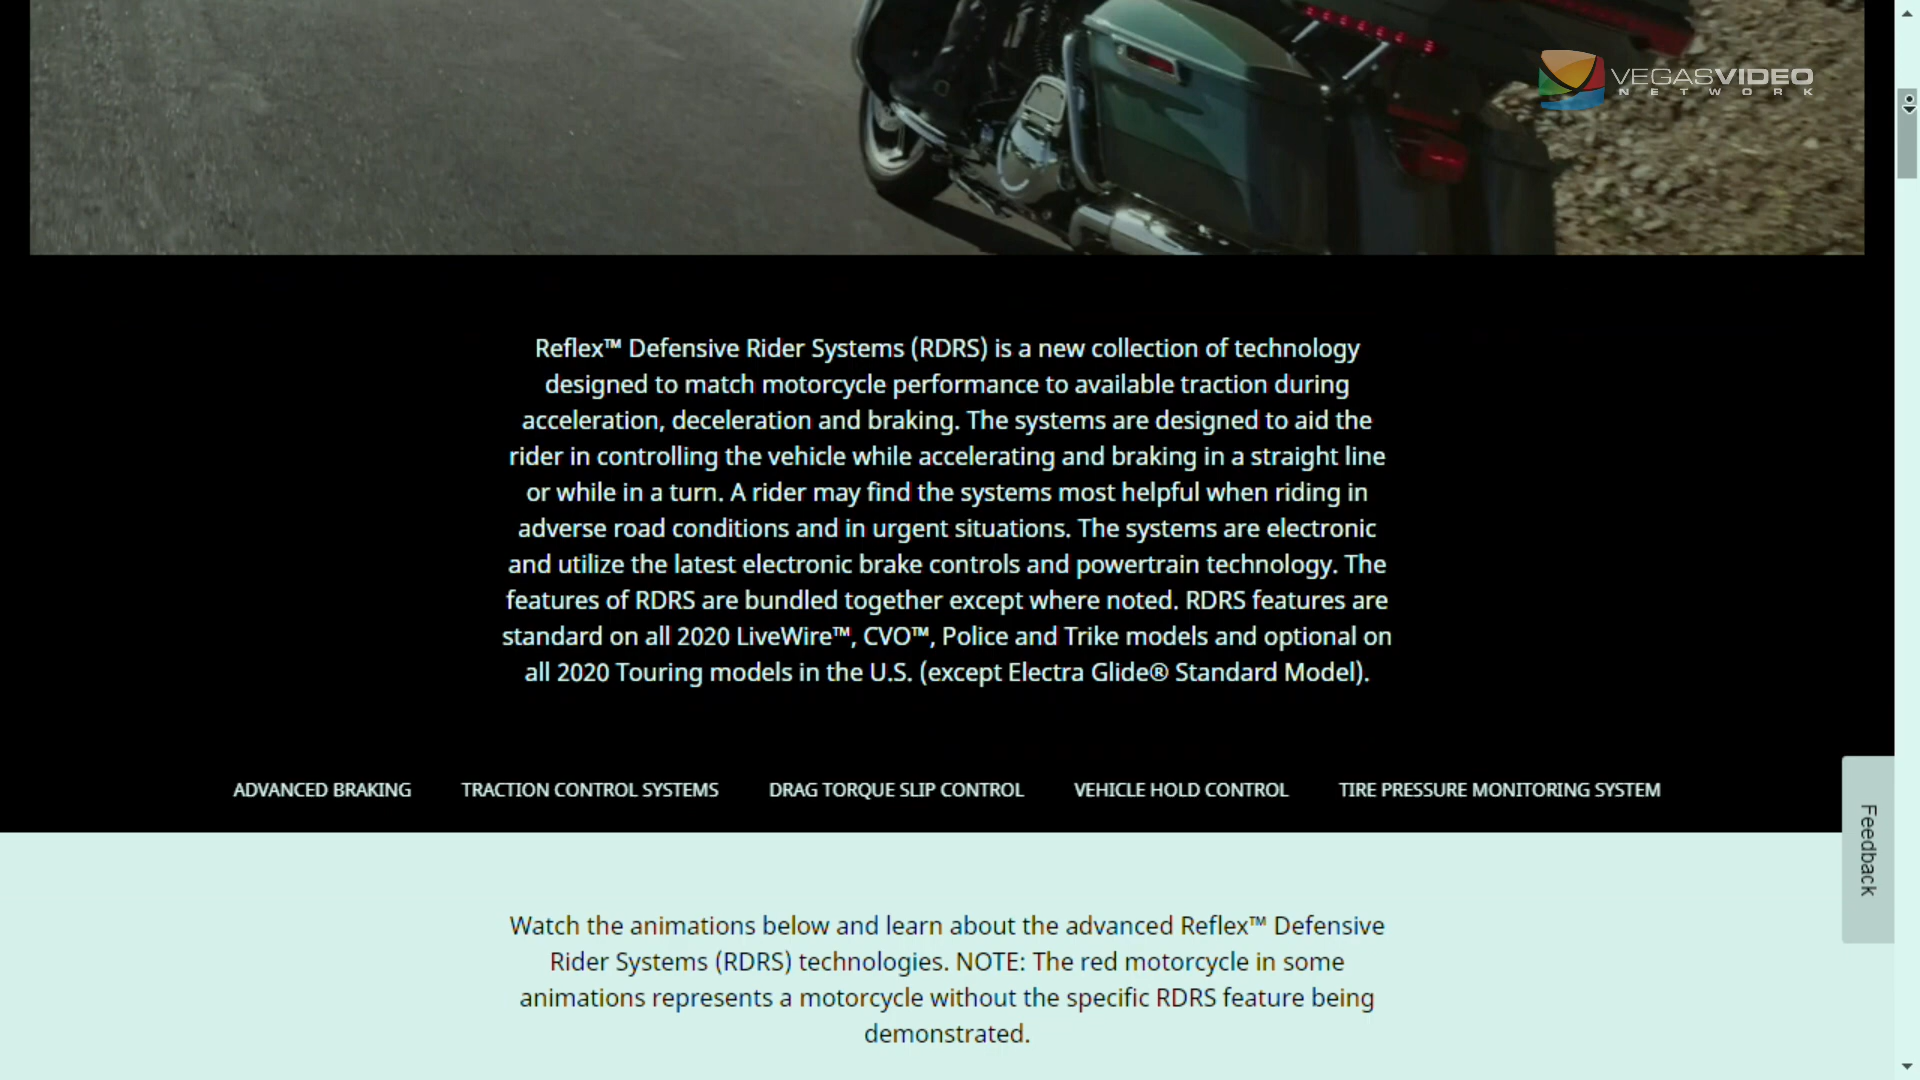 VEGASVIDEO
NETWORK
Reflex™ Defensive Rider Systems (RDRS) is a new collection of technology
designed to match motorcycle performance to available traction during
acceleration, deceleration and braking. The systems are designed to aid the
rider in controlling the vehicle while accelerating and braking in a straight line
or while in a turn. A rider may find the systems most helpful when riding in
adverse road conditions and in urgent situations. The systems are electronic
and utilize the latest electronic brake controls and powertrain technology. The
features of RDRS are bundled together except where noted. RDRS features are
standard on all 2020 LiveWire™, CVO™, Police and Trike models and optional on
all 2020 Touring models in the U.S. (except Electra Glide® Standard Model).
ADVANCED BRAKING TRACTION CONTROL SYSTEMS DRAG TORQUE SLIP CONTROL VEHICLE HOLD CONTROL TIRE PRESSURE MONITORING SYSTEM
Feedback
Watch the animations below and learn about the advanced Reflex™ Defensive
Rider Systems (RDRS) technologies. NOTE: The red motorcycle in some
animations represents a motorcycle without the specific RDRS feature being
demonstrated.